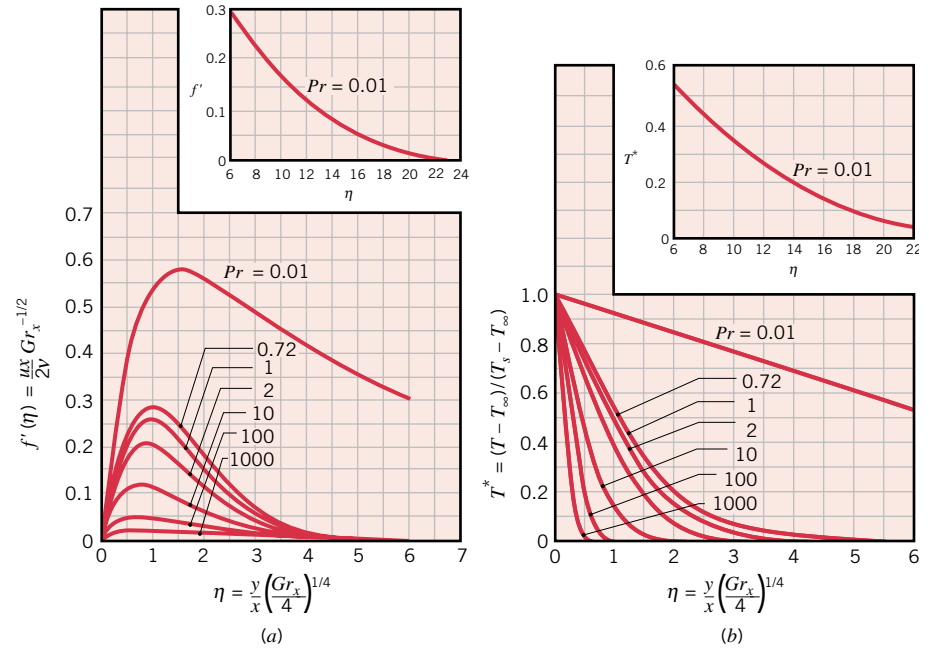 0.3
0.2
f'
0.1
0
Pr = 0.01
6 8 10 12 14 16 18 20 22 24
η
0.7
0.6
0.5
0.4
0.3
0.2
0.1
0
f'(η) = ux/2ν Gr_x^{-1/2}
Pr = 0.01
0.72
1
2
10
100
1000
0 1 2 3 4 5 6 7
η = y/x (Gr_x/4)^{1/4}
(a)
0.6
0.4
T*
0.2
0
Pr = 0.01
6 8 10 12 14 16 18 20 22
η
1.0
0.8
0.6
0.4
0.2
0
T* = (T − T∞)/(T_s − T∞)
Pr = 0.01
0.72
1
2
10
100
1000
0 1 2 3 4 5 6
η = y/x (Gr_x/4)^{1/4}
(b)